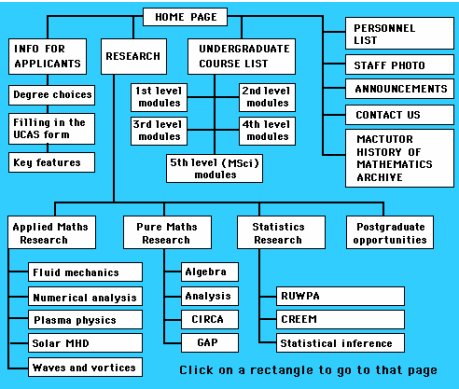 HOME PAGE
INFO FOR
APPLICANTS
RESEARCH
UNDERGRADUATE
COURSE LIST
PERSONNEL
LIST
STAFF PHOTO
ANNOUNCEMENTS
CONTACT US
MACTUTOR
HISTORY OF
MATHEMATICS
ARCHIVE
Degree choices
Filling in the
UCAS form
Key features
1st level
modules
2nd level
modules
3rd level
modules
4th level
modules
5th level (MSci)
modules
Applied Maths
Research
Pure Maths
Research
Statistics
Research
Postgraduate
opportunities
Fluid mechanics
Numerical analysis
Plasma physics
Solar MHD
Waves and vortices
Algebra
Analysis
CIRCA
GAP
RUWPA
CREEM
Statistical inference
Click on a rectangle to go to that page